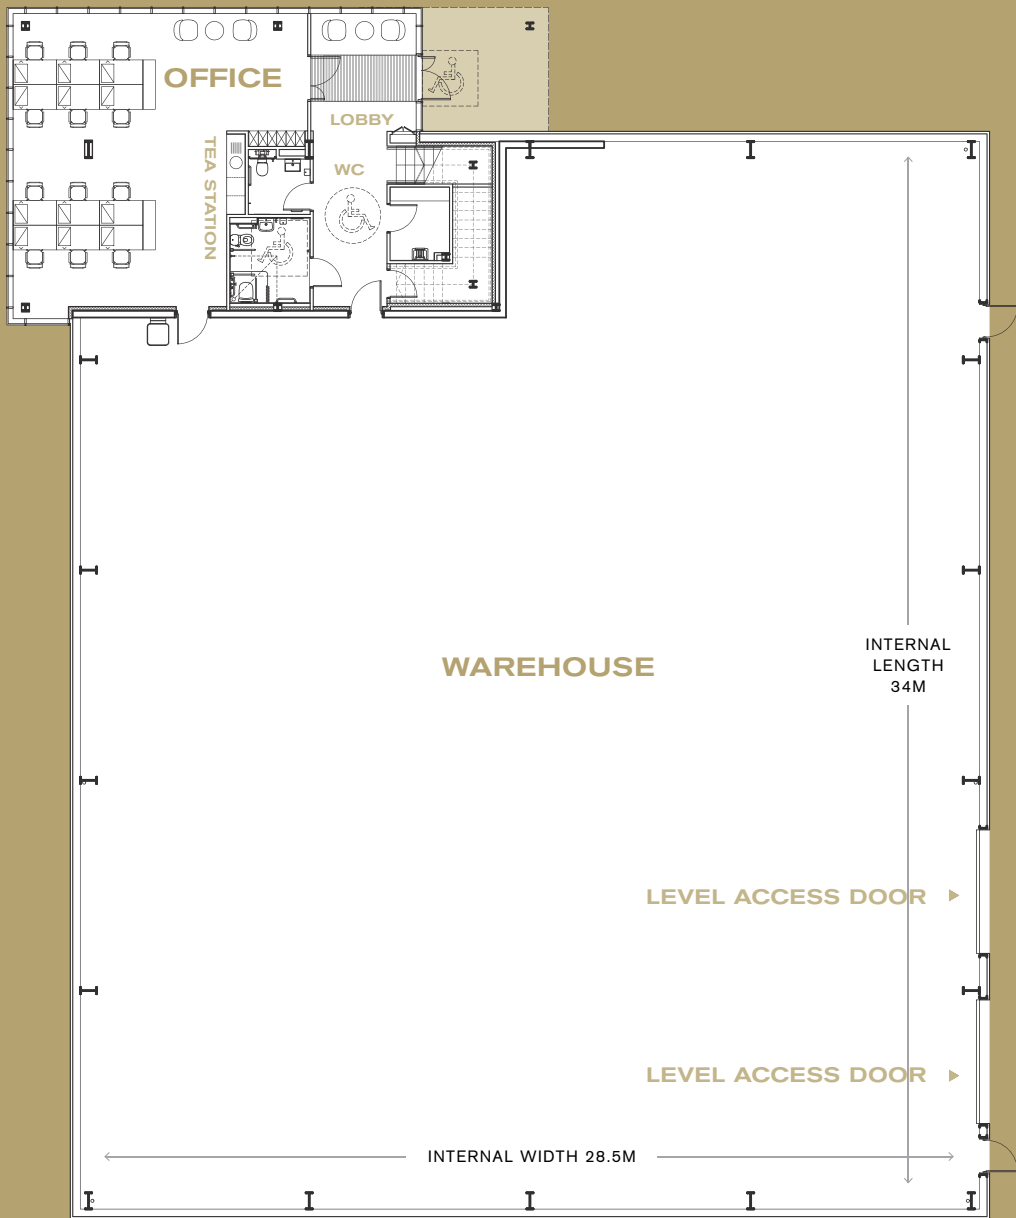 OFFICE
LOBBY
TEA STATION
WC
INTERNAL
LENGTH
34M
WAREHOUSE
LEVEL ACCESS DOOR
LEVEL ACCESS DOOR
INTERNAL WIDTH 28.5M